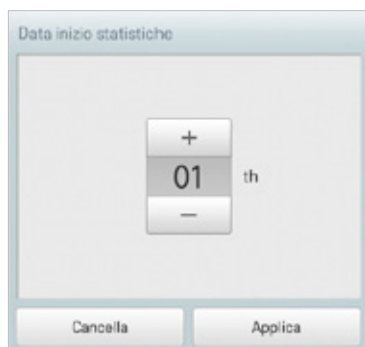 Data inizio statistiche
+
01 th
−
Cancella Applica